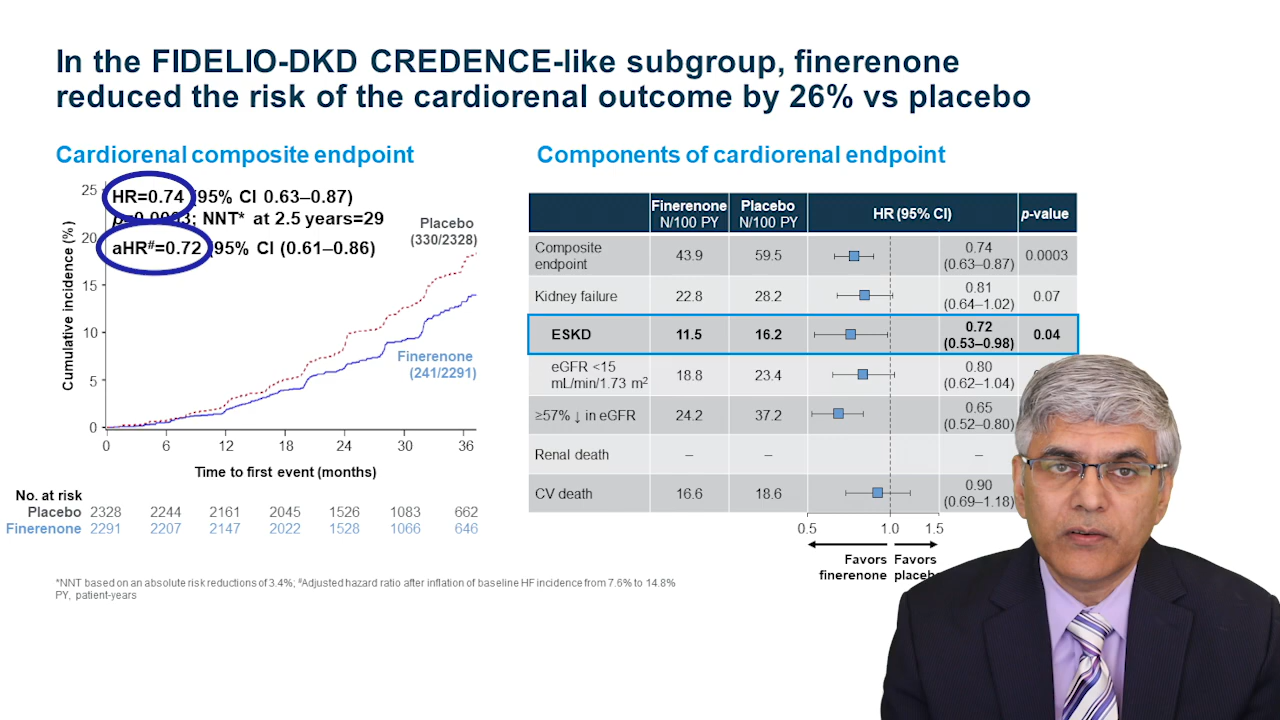 In the FIDELIO-DKD CREDENCE-like subgroup, finerenone
reduced the risk of the cardiorenal outcome by 26% vs placebo
Cardiorenal composite endpoint
HR=0.74 (95% CI 0.63–0.87)
p=0.0003; NNT* at 2.5 years=29
aHR#=0.72 (95% CI (0.61–0.86)
Placebo
(330/2328)
Finerenone
(241/2291)
Cumulative incidence (%)
25
20
15
10
5
0
0 6 12 18 24 30 36
Time to first event (months)
No. at risk
Placebo 2328 2244 2161 2045 1526 1083 662
Finerenone 2291 2207 2147 2022 1528 1066 646
Components of cardiorenal endpoint
Finerenone N/100 PY Placebo N/100 PY HR (95% CI) p-value
Composite endpoint 43.9 59.5 0.74 (0.63–0.87) 0.0003
Kidney failure 22.8 28.2 0.81 (0.64–1.02) 0.07
ESKD 11.5 16.2 0.72 (0.53–0.98) 0.04
eGFR <15 mL/min/1.73 m2 18.8 23.4 0.80 (0.62–1.04)
≥57% ↓ in eGFR 24.2 37.2 0.65 (0.52–0.80)
Renal death – – –
CV death 16.6 18.6 0.90 (0.69–1.18)
0.5 1.0 1.5
Favors finerenone
Favors
*NNT based on an absolute risk reductions of 3.4%; #Adjusted hazard ratio after inflation of baseline HF incidence from 7.6% to 14.8%
PY, patient-years